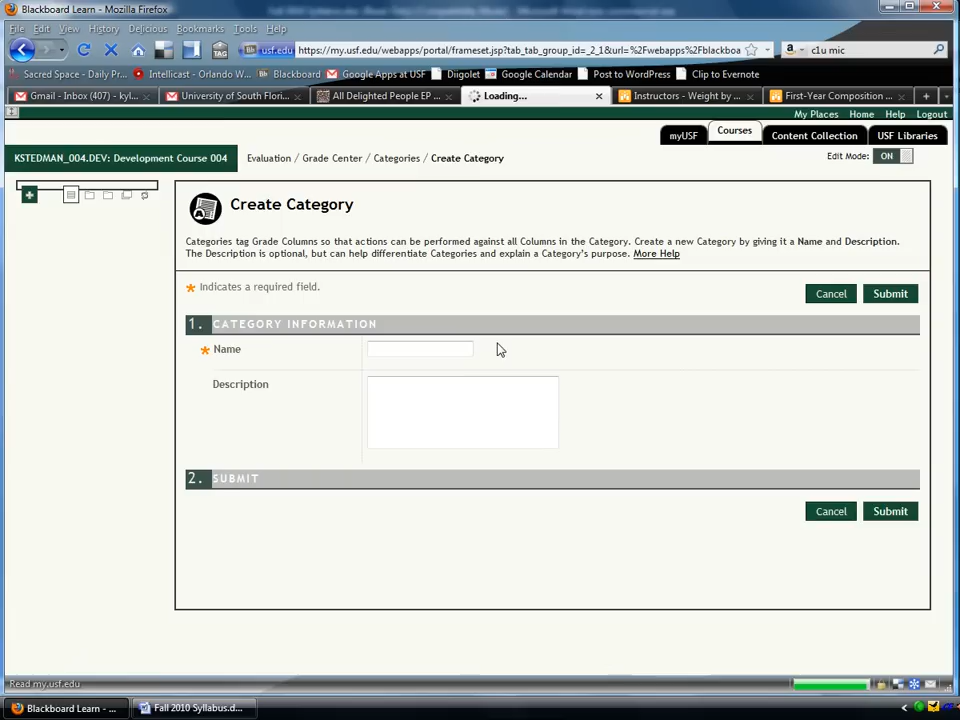 Blackboard Learn - Mozilla Firefox
File Edit View History Delicious Bookmarks Tools Help
usf.edu https://my.usf.edu/webapps/portal/frameset.jsp?tab_tab_group_id=_2_1&url=%2Fwebapps%2Fblackboa
c1u mic
Sacred Space - Daily Pr... Intellicast - Orlando W... Blackboard Google Apps at USF Diigolet Google Calendar Post to WordPress Clip to Evernote
Gmail - Inbox (407) - kyl... University of South Flori... All Delighted People EP ... Loading... Instructors - Weight by ... First-Year Composition ...
My Places Home Help Logout
myUSF Courses Content Collection USF Libraries
KSTEDMAN_004.DEV: Development Course 004 Evaluation / Grade Center / Categories / Create Category Edit Mode: ON
Create Category
Categories tag Grade Columns so that actions can be performed against all Columns in the Category. Create a new Category by giving it a Name and Description.
The Description is optional, but can help differentiate Categories and explain a Category's purpose. More Help
Indicates a required field.
Cancel Submit
1. CATEGORY INFORMATION
Name
Description
2. SUBMIT
Cancel Submit
Read my.usf.edu
Blackboard Learn - ... Fall 2010 Syllabus.d...